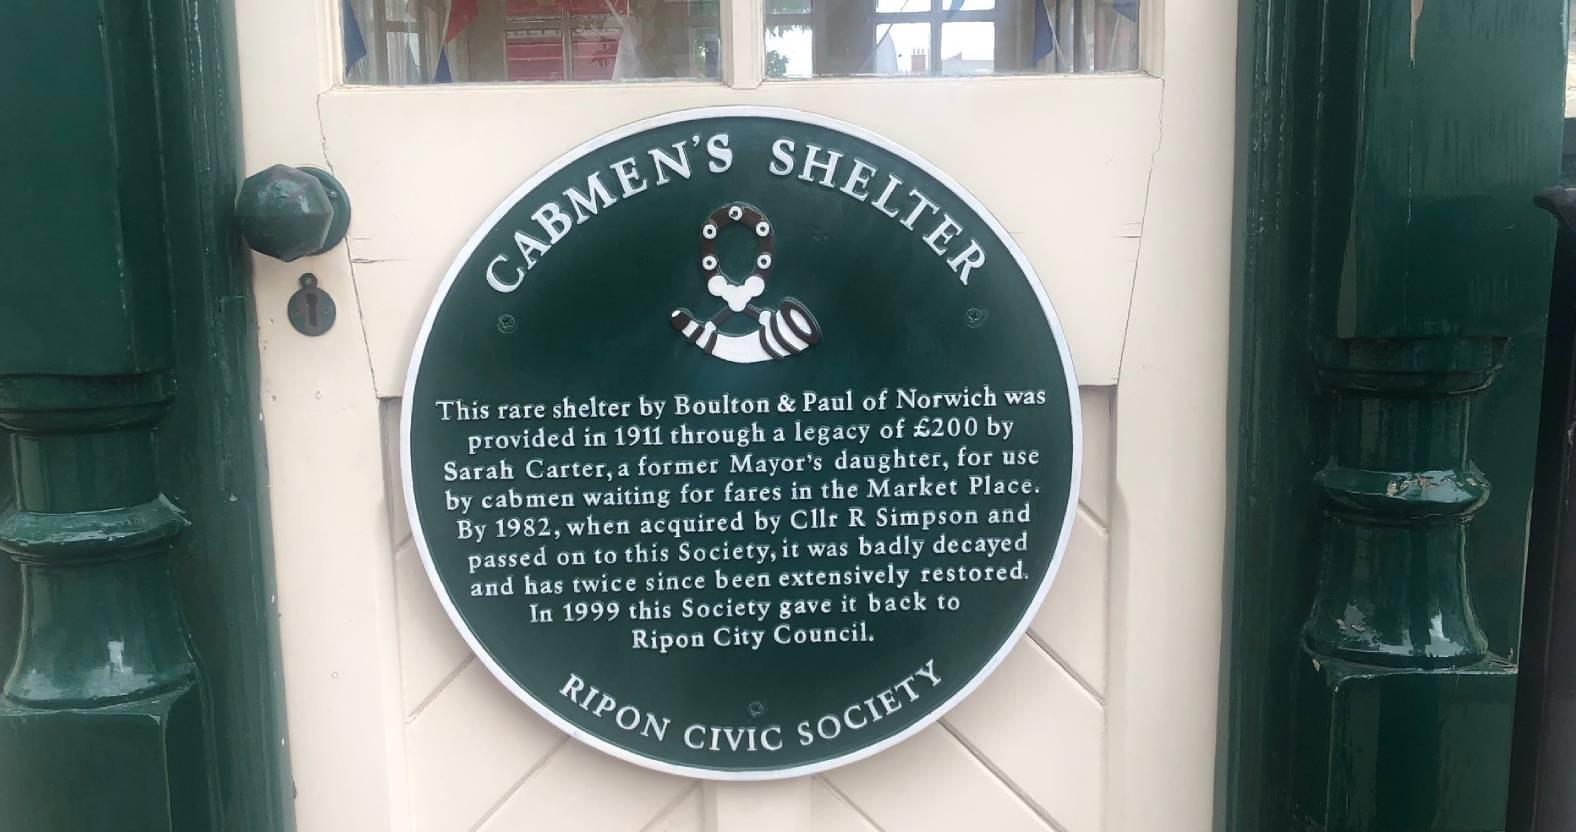 CABMEN'S SHELTER
This rare shelter by Boulton & Paul of Norwich was
provided in 1911 through a legacy of £200 by
Sarah Carter, a former Mayor's daughter, for use
by cabmen waiting for fares in the Market Place.
By 1982, when acquired by Cllr R Simpson and
passed on to this Society, it was badly decayed
and has twice since been extensively restored.
In 1999 this Society gave it back to
Ripon City Council.
RIPON CIVIC SOCIETY